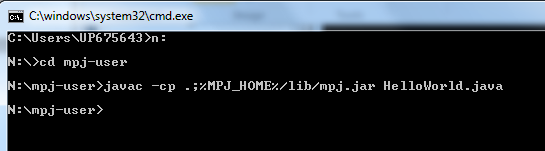 C:\windows\system32\cmd.exe
C:\Users\UP675643>n:
N:\>cd mpj-user
N:\mpj-user>javac -cp .;%MPJ_HOME%/lib/mpj.jar HelloWorld.java
N:\mpj-user>